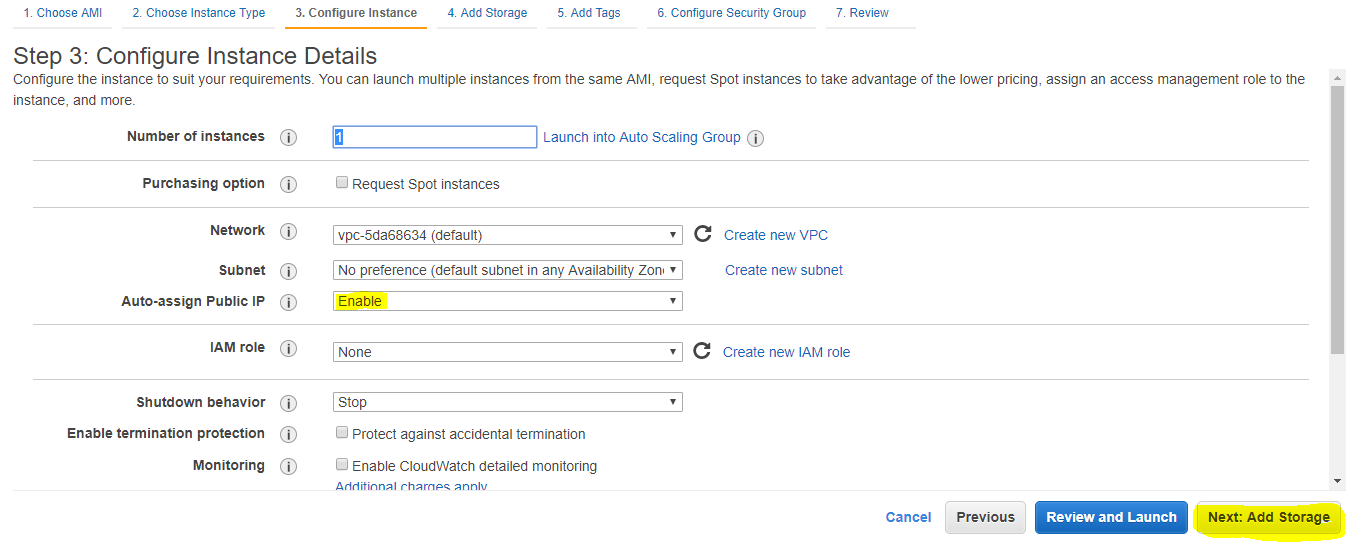 1. Choose AMI 2. Choose Instance Type 3. Configure Instance 4. Add Storage 5. Add Tags 6. Configure Security Group 7. Review
Step 3: Configure Instance Details
Configure the instance to suit your requirements. You can launch multiple instances from the same AMI, request Spot instances to take advantage of the lower pricing, assign an access management role to the
instance, and more.
Number of instances 1 Launch into Auto Scaling Group
Purchasing option Request Spot instances
Network vpc-5da68634 (default) Create new VPC
Subnet No preference (default subnet in any Availability Zon Create new subnet
Auto-assign Public IP Enable
IAM role None Create new IAM role
Shutdown behavior Stop
Enable termination protection Protect against accidental termination
Monitoring Enable CloudWatch detailed monitoring
Additional charges apply
Cancel Previous Review and Launch Next: Add Storage